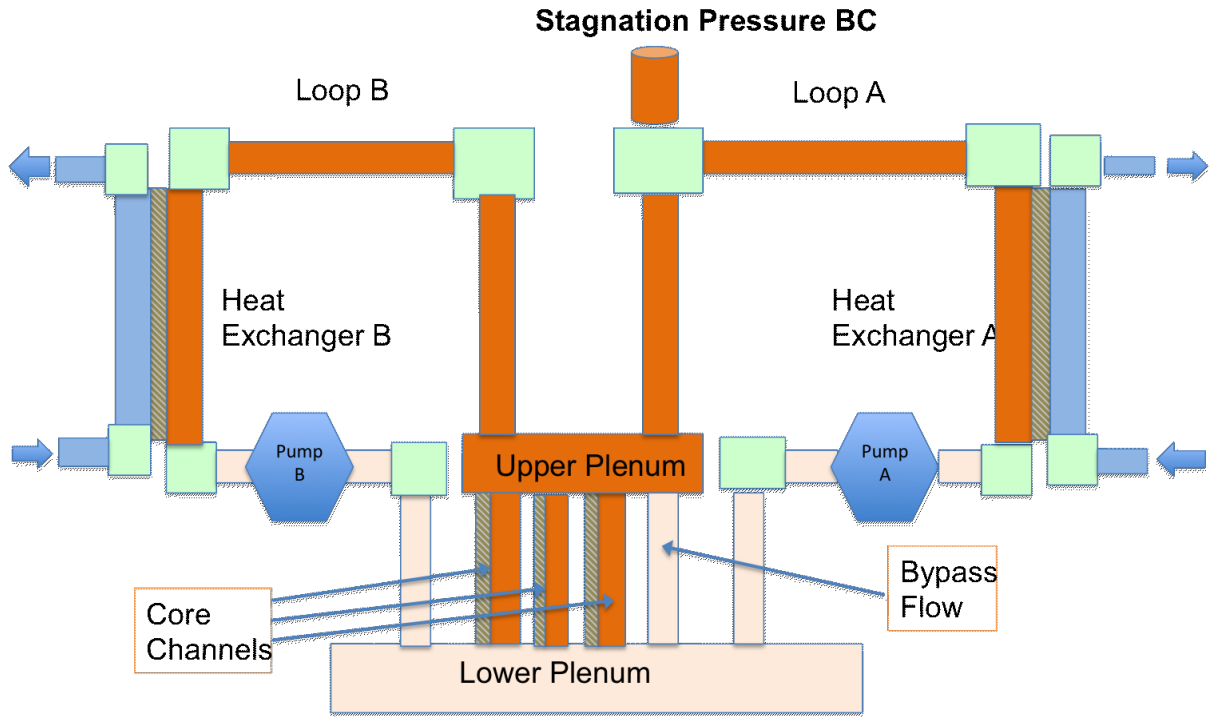 Stagnation Pressure BC
Loop B
Loop A
Heat
Exchanger B
Heat
Exchanger A
Pump
B
Upper Plenum
Pump
A
Bypass
Flow
Core
Channels
Lower Plenum